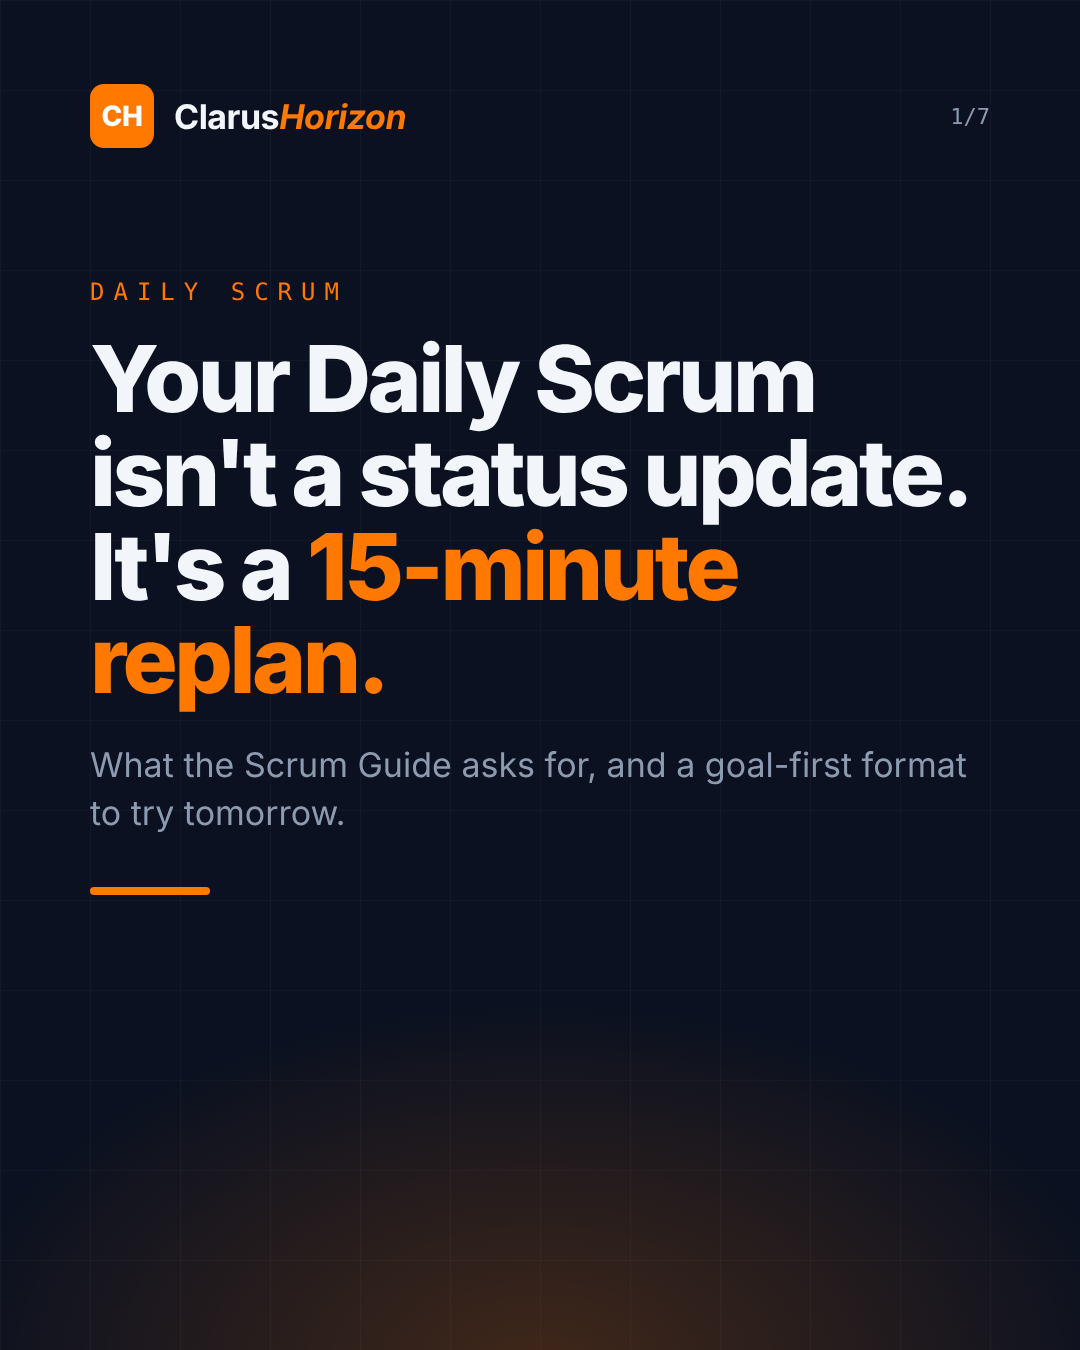 CH ClarusHorizon 1/7
DAILY SCRUM
Your Daily Scrum
isn't a status update.
It's a 15-minute
replan.
What the Scrum Guide asks for, and a goal-first format
to try tomorrow.